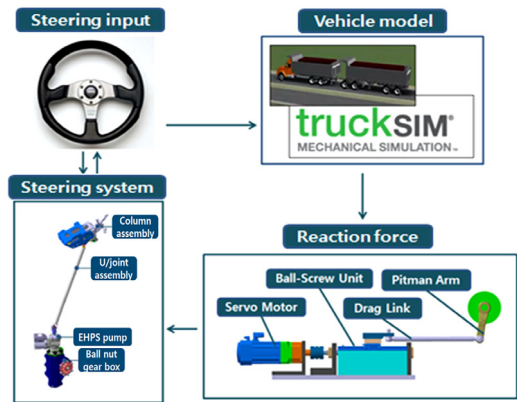 Steering input
Vehicle model
truckSIM®
MECHANICAL SIMULATION™
Steering system
Column
assembly
U/joint
assembly
EHPS pump
Ball nut
gear box
Reaction force
Ball-Screw Unit
Pitman Arm
Servo Motor
Drag Link